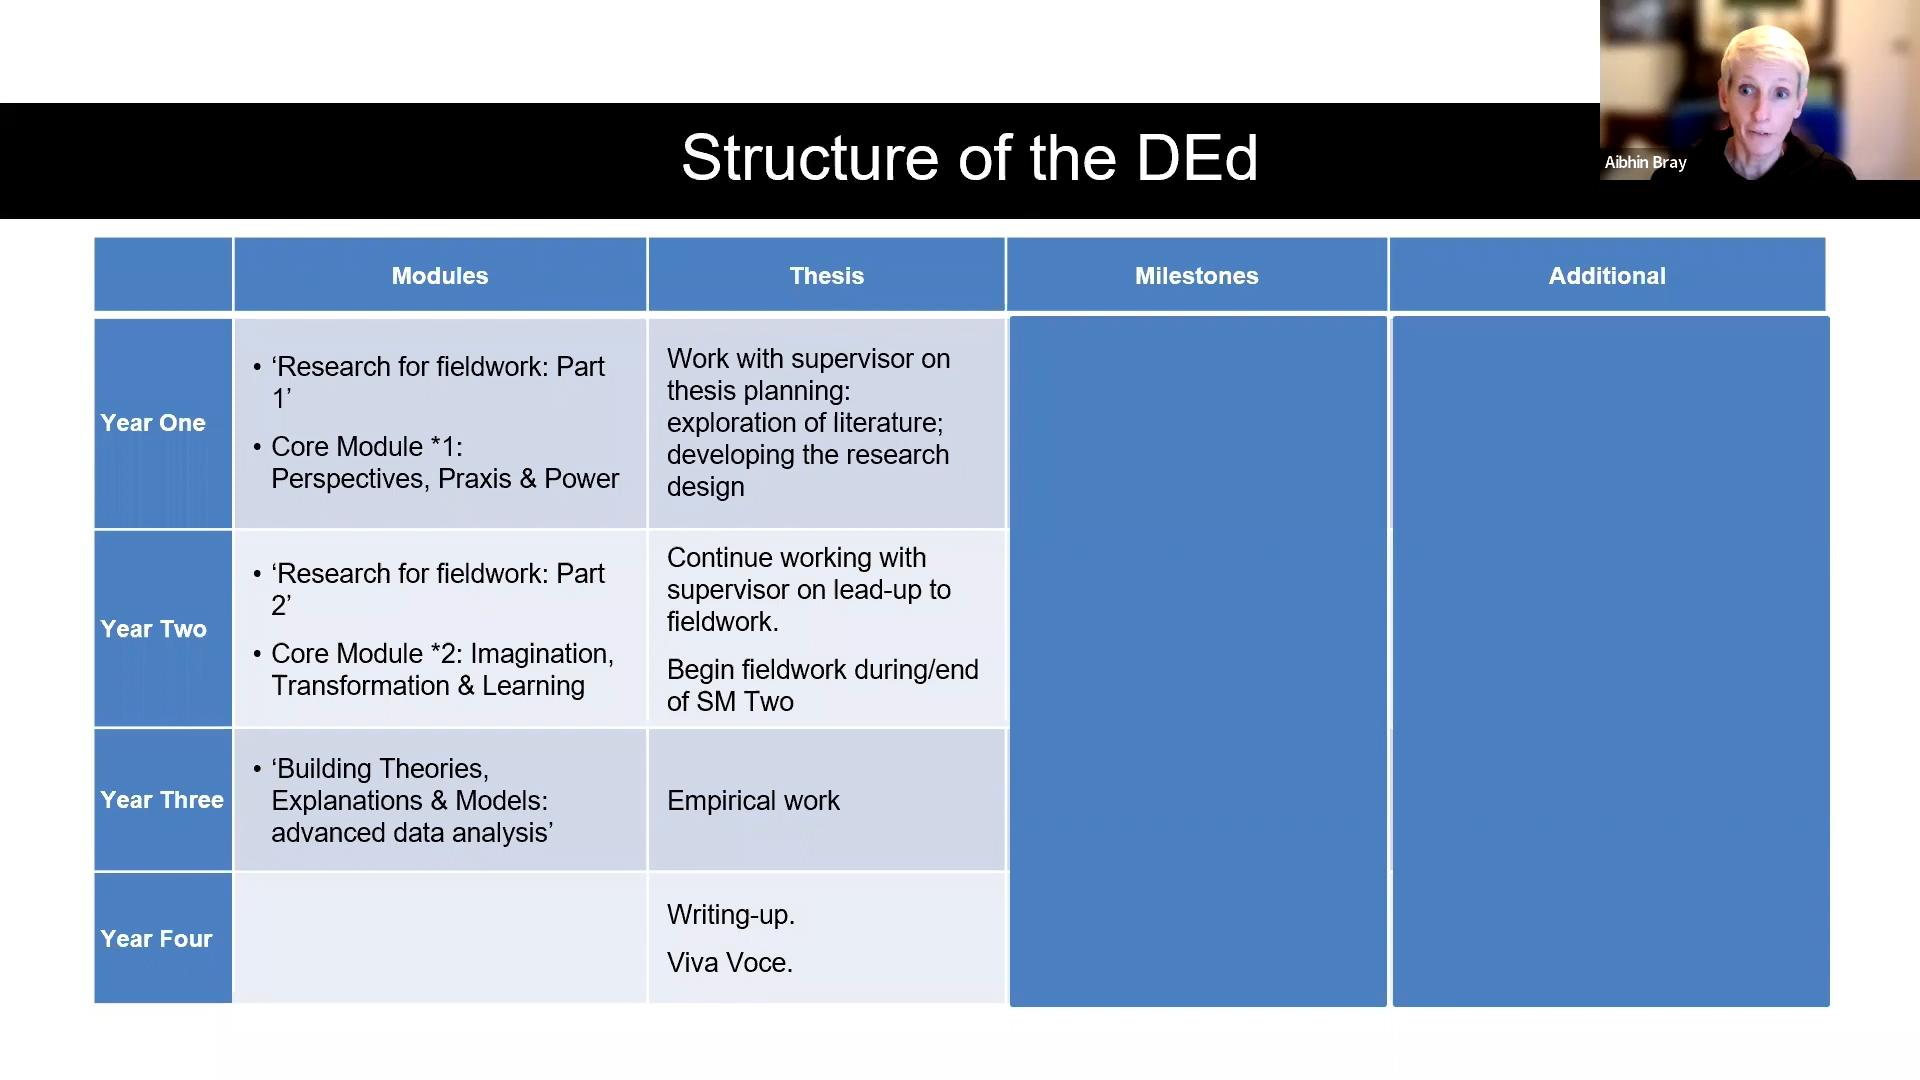 Structure of the DEd
Aibhin Bray
Modules
Thesis
Milestones
Additional
Year One
• ‘Research for fieldwork: Part
1’
• Core Module *1:
Perspectives, Praxis & Power
Work with supervisor on
thesis planning:
exploration of literature;
developing the research
design
Year Two
• ‘Research for fieldwork: Part
2’
• Core Module *2: Imagination,
Transformation & Learning
Continue working with
supervisor on lead-up to
fieldwork.
Begin fieldwork during/end
of SM Two
Year Three
• ‘Building Theories,
Explanations & Models:
advanced data analysis’
Empirical work
Year Four
Writing-up.
Viva Voce.